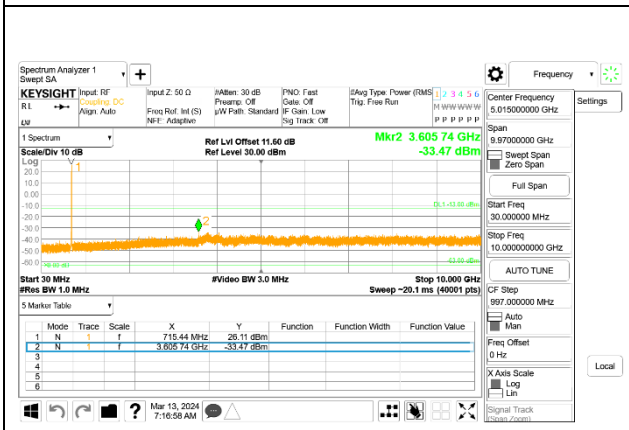 Spectrum Analyzer 1
Swept SA
Frequency
Settings
KEYSIGHT
Input: RF
Input Z: 50 Ω
#Atten: 30 dB
PNO: Fast
#Avg Type: Power (RMS
1 2 3 4 5 6
RL
Coupling: DC
Preamp: Off
Gate: Off
Trig: Free Run
M W W W W W
Align: Auto
Freq Ref: Int (S)
µW Path: Standard
IF Gain: Low
NFE: Adaptive
Sig Track: Off
P P P P P P
1 Spectrum
Ref Lvl Offset 11.60 dB
Mkr2 3.605 74 GHz
Scale/Div 10 dB
Ref Level 30.00 dBm
-33.47 dBm
Log
1
20.0
10.0
0.00
-10.0
DL1 -13.00 dBm
-20.0
2
-30.0
-40.0
-50.0
-60.0
Start 30 MHz
#Video BW 3.0 MHz
Stop 10.000 GHz
#Res BW 1.0 MHz
Sweep ~20.1 ms (40001 pts)
5 Marker Table
Mode Trace Scale X Y Function Function Width Function Value
1 N 1 f 715.44 MHz 26.11 dBm
2 N 1 f 3.605 74 GHz -33.47 dBm
3
4
5
6
Center Frequency
5.015000000 GHz
Span
9.97000000 GHz
Swept Span
Zero Span
Full Span
Start Freq
30.000000 MHz
Stop Freq
10.000000000 GHz
AUTO TUNE
CF Step
997.000000 MHz
Auto
Man
Freq Offset
0 Hz
X Axis Scale
Log
Lin
Signal Track
(Span Zoom)
Local
?
Mar 13, 2024
7:16:58 AM